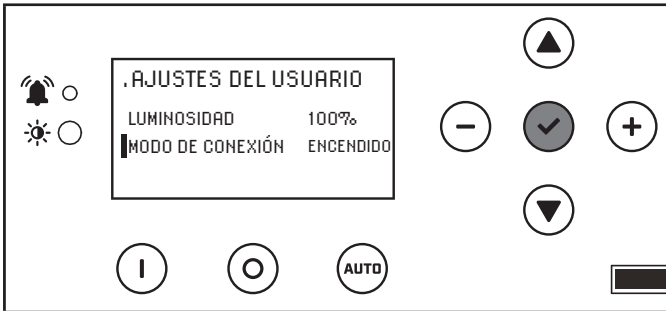 .AJUSTES DEL USUARIO
LUMINOSIDAD 100%
MODO DE CONEXIÓN ENCENDIDO
AUTO